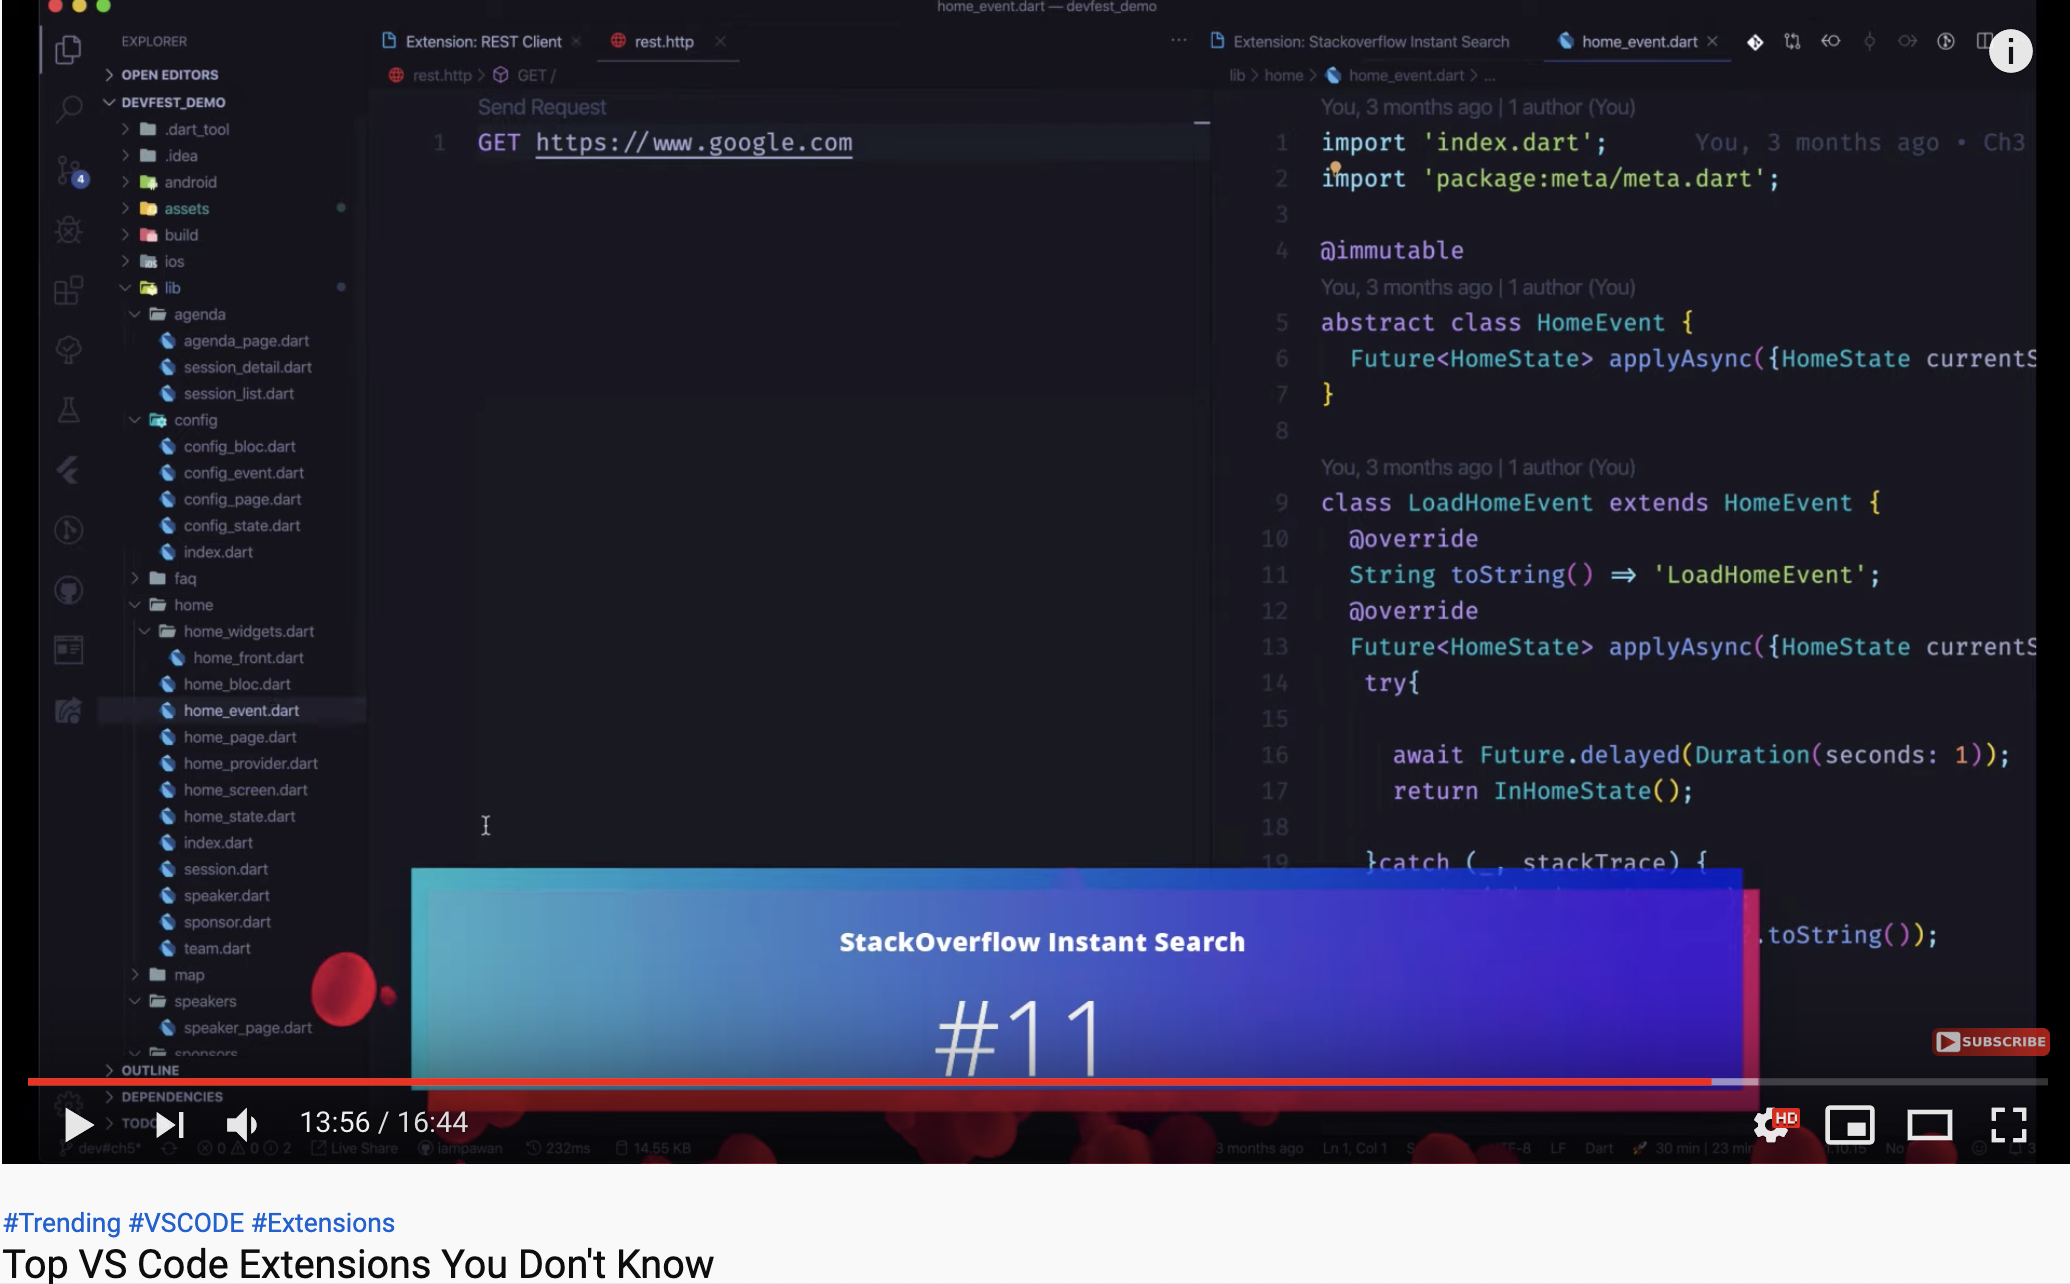 home_event.dart — devfest_demo
EXPLORER
OPEN EDITORS
DEVFEST_DEMO
.dart_tool
.idea
android
assets
build
ios
lib
agenda
agenda_page.dart
session_detail.dart
session_list.dart
config
config_bloc.dart
config_event.dart
config_page.dart
config_state.dart
index.dart
faq
home
home_widgets.dart
home_front.dart
home_bloc.dart
home_event.dart
home_page.dart
home_provider.dart
home_screen.dart
home_state.dart
index.dart
session.dart
speaker.dart
sponsor.dart
team.dart
map
speakers
speaker_page.dart
sponsors
OUTLINE
DEPENDENCIES
4
Extension: REST Client
rest.http
rest.http > GET /
Send Request
1 GET https://www.google.com
Extension: Stackoverflow Instant Search
home_event.dart
lib > home > home_event.dart > ...
You, 3 months ago | 1 author (You)
1 import 'index.dart'; You, 3 months ago • Ch3
2 import 'package:meta/meta.dart';
3
4 @immutable
You, 3 months ago | 1 author (You)
5 abstract class HomeEvent {
6 Future<HomeState> applyAsync({HomeState currentS
7 }
8
You, 3 months ago | 1 author (You)
9 class LoadHomeEvent extends HomeEvent {
10 @override
11 String toString() => 'LoadHomeEvent';
12 @override
13 Future<HomeState> applyAsync({HomeState currentS
14 try{
15
16 await Future.delayed(Duration(seconds: 1));
17 return InHomeState();
18
19 }catch (_, stackTrace) {
.toString());
StackOverflow Instant Search
#11
SUBSCRIBE
13:56 / 16:44
HD
dev#ch5* 0 0 2 Live Share iampawan 232ms 14.55 KB
3 months ago Ln 1, Col 1 LF Dart 30 min | 23 min
#Trending #VSCODE #Extensions
Top VS Code Extensions You Don't Know